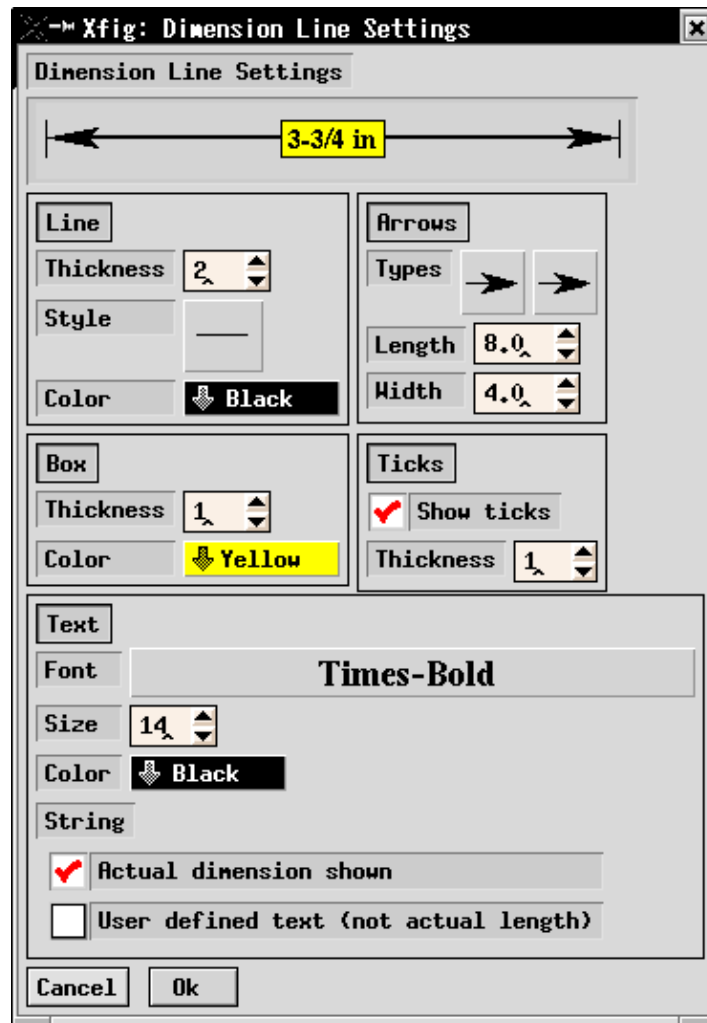 Xfig: Dimension Line Settings
Dimension Line Settings
3-3/4 in
Line
Thickness 2
Style
Color Black
Arrows
Types
Length 8.0
Width 4.0
Box
Thickness 1
Color Yellow
Ticks
Show ticks
Thickness 1
Text
Font Times-Bold
Size 14
Color Black
String
Actual dimension shown
User defined text (not actual length)
Cancel Ok